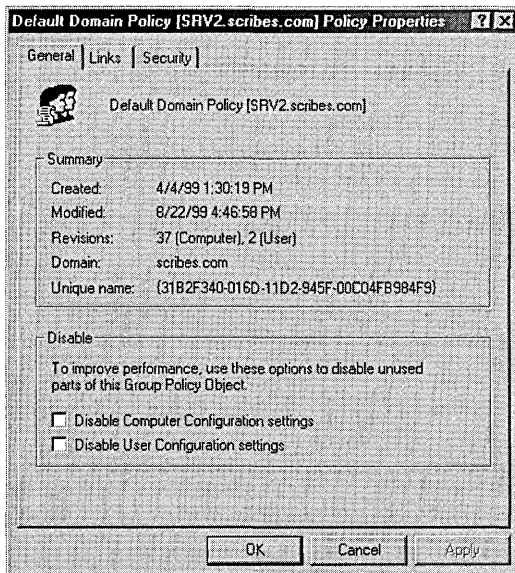 Default Domain Policy [SRV2.scribes.com] Policy Properties ? X
General Links Security
Default Domain Policy [SRV2.scribes.com]
Summary
Created: 4/4/99 1:30:19 PM
Modified: 8/22/99 4:46:58 PM
Revisions: 37 (Computer), 2 (User)
Domain: scribes.com
Unique name: {31B2F340-016D-11D2-945F-00C04FB984F9}
Disable
To improve performance, use these options to disable unused
parts of this Group Policy Object.
Disable Computer Configuration settings
Disable User Configuration settings
OK Cancel Apply